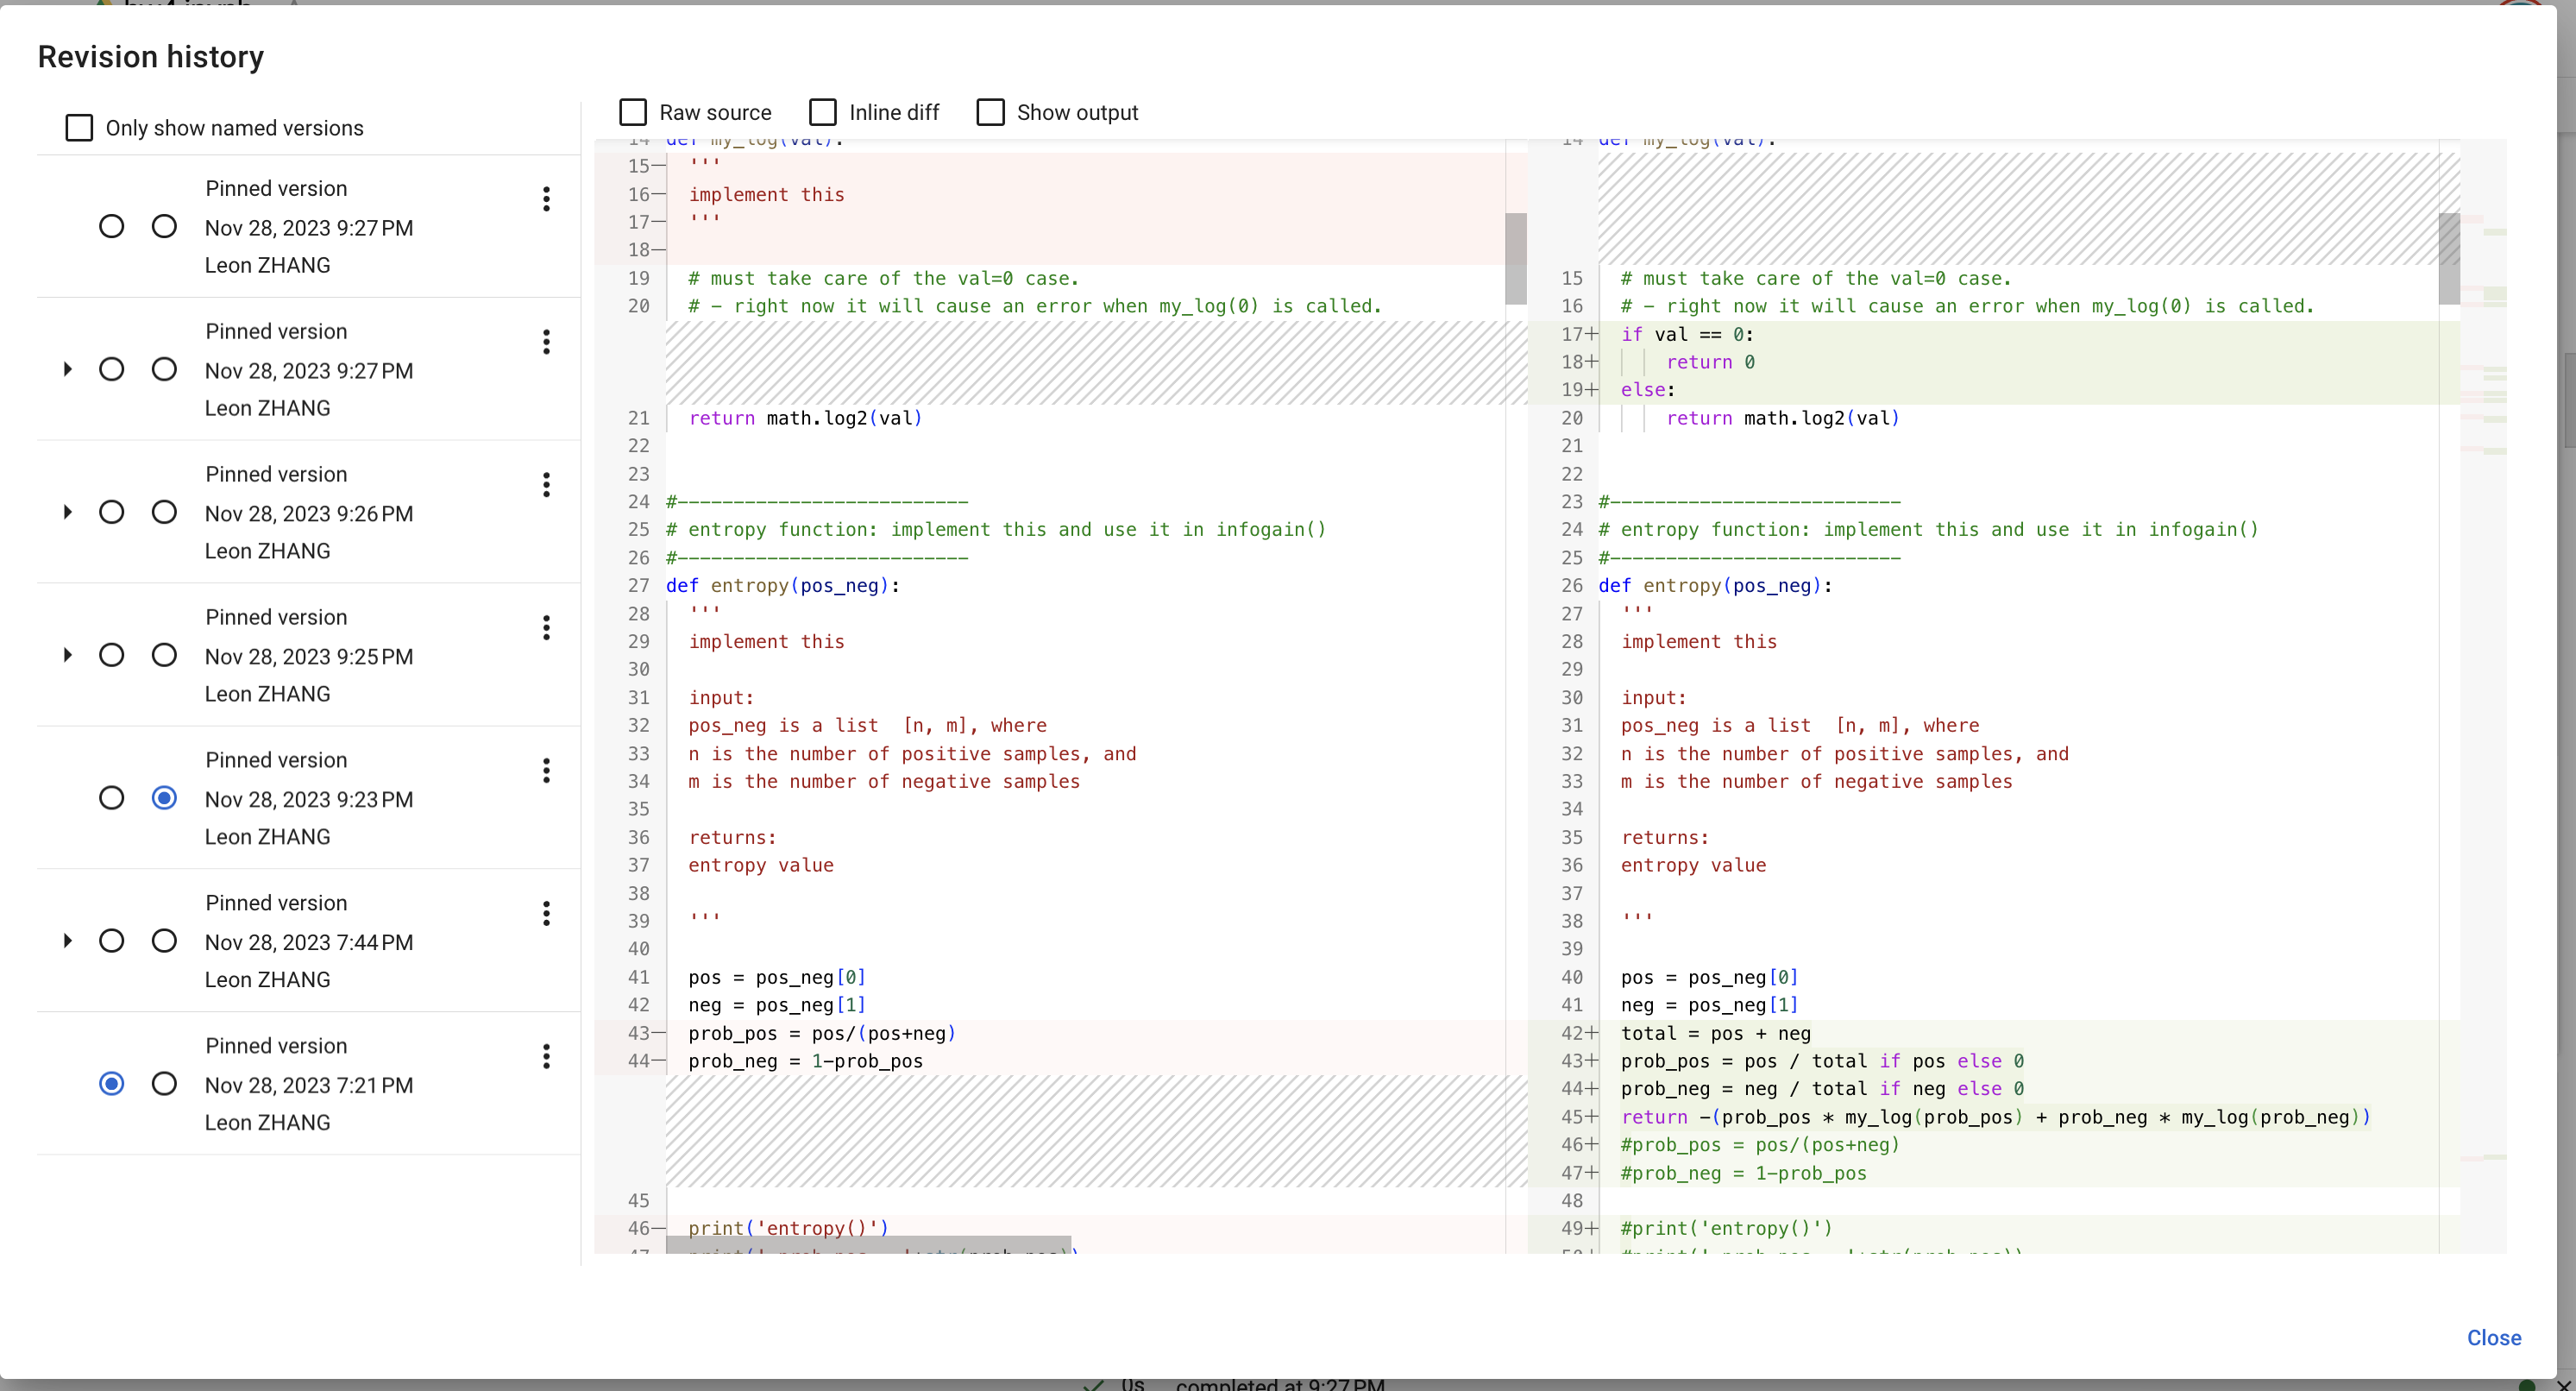 Revision history
Only show named versions
Pinned version
Nov 28, 2023 9:27 PM
Leon ZHANG
Pinned version
Nov 28, 2023 9:27 PM
Leon ZHANG
Pinned version
Nov 28, 2023 9:26 PM
Leon ZHANG
Pinned version
Nov 28, 2023 9:25 PM
Leon ZHANG
Pinned version
Nov 28, 2023 9:23 PM
Leon ZHANG
Pinned version
Nov 28, 2023 7:44 PM
Leon ZHANG
Pinned version
Nov 28, 2023 7:21 PM
Leon ZHANG
Raw source Inline diff Show output
14 def my_log(val):
15— '''
16— implement this
17— '''
18—
19 # must take care of the val=0 case.
20 # - right now it will cause an error when my_log(0) is called.
21 return math.log2(val)
22
23
24 #--------------------------
25 # entropy function: implement this and use it in infogain()
26 #--------------------------
27 def entropy(pos_neg):
28 '''
29 implement this
30
31 input:
32 pos_neg is a list  [n, m], where
33 n is the number of positive samples, and
34 m is the number of negative samples
35
36 returns:
37 entropy value
38
39 '''
40
41 pos = pos_neg[0]
42 neg = pos_neg[1]
43— prob_pos = pos/(pos+neg)
44— prob_neg = 1-prob_pos
45
46— print('entropy()')
14 def my_log(val):
15 # must take care of the val=0 case.
16 # - right now it will cause an error when my_log(0) is called.
17+ if val == 0:
18+ return 0
19+ else:
20 return math.log2(val)
21
22
23 #--------------------------
24 # entropy function: implement this and use it in infogain()
25 #--------------------------
26 def entropy(pos_neg):
27 '''
28 implement this
29
30 input:
31 pos_neg is a list  [n, m], where
32 n is the number of positive samples, and
33 m is the number of negative samples
34
35 returns:
36 entropy value
37
38 '''
39
40 pos = pos_neg[0]
41 neg = pos_neg[1]
42+ total = pos + neg
43+ prob_pos = pos / total if pos else 0
44+ prob_neg = neg / total if neg else 0
45+ return -(prob_pos * my_log(prob_pos) + prob_neg * my_log(prob_neg))
46+ #prob_pos = pos/(pos+neg)
47+ #prob_neg = 1-prob_pos
48
49+ #print('entropy()')
Close
0s completed at 9:27 PM